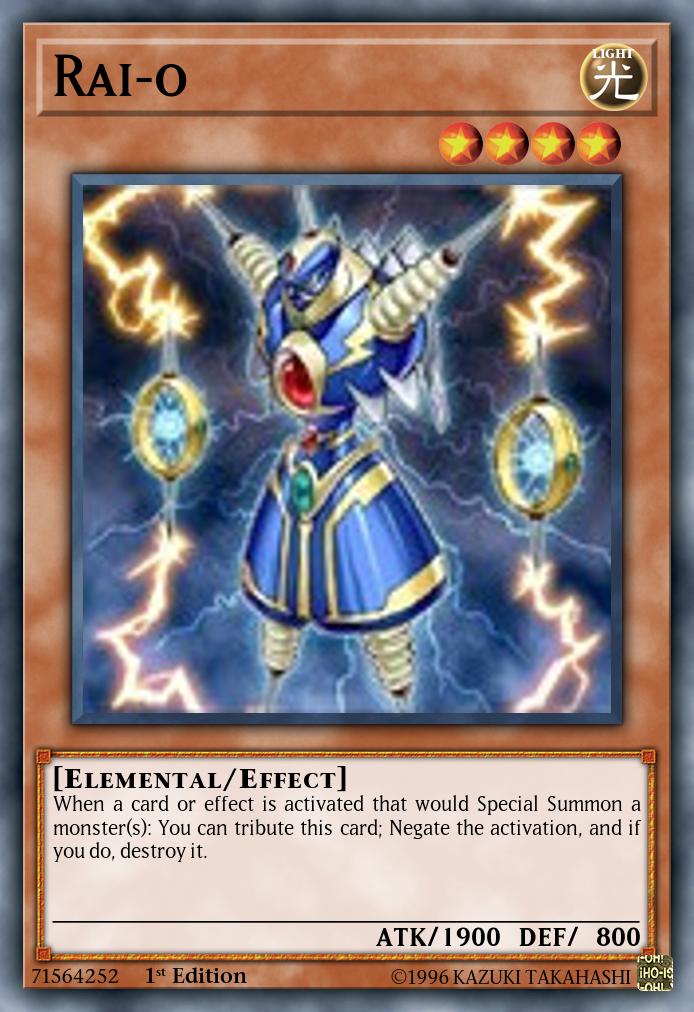 Rai-o
LIGHT
光
[Elemental/Effect]
When a card or effect is activated that would Special Summon a
monster(s): You can tribute this card; Negate the activation, and if
you do, destroy it.
ATK/1900 DEF/ 800
71564252 1st Edition ©1996 KAZUKI TAKAHASHI